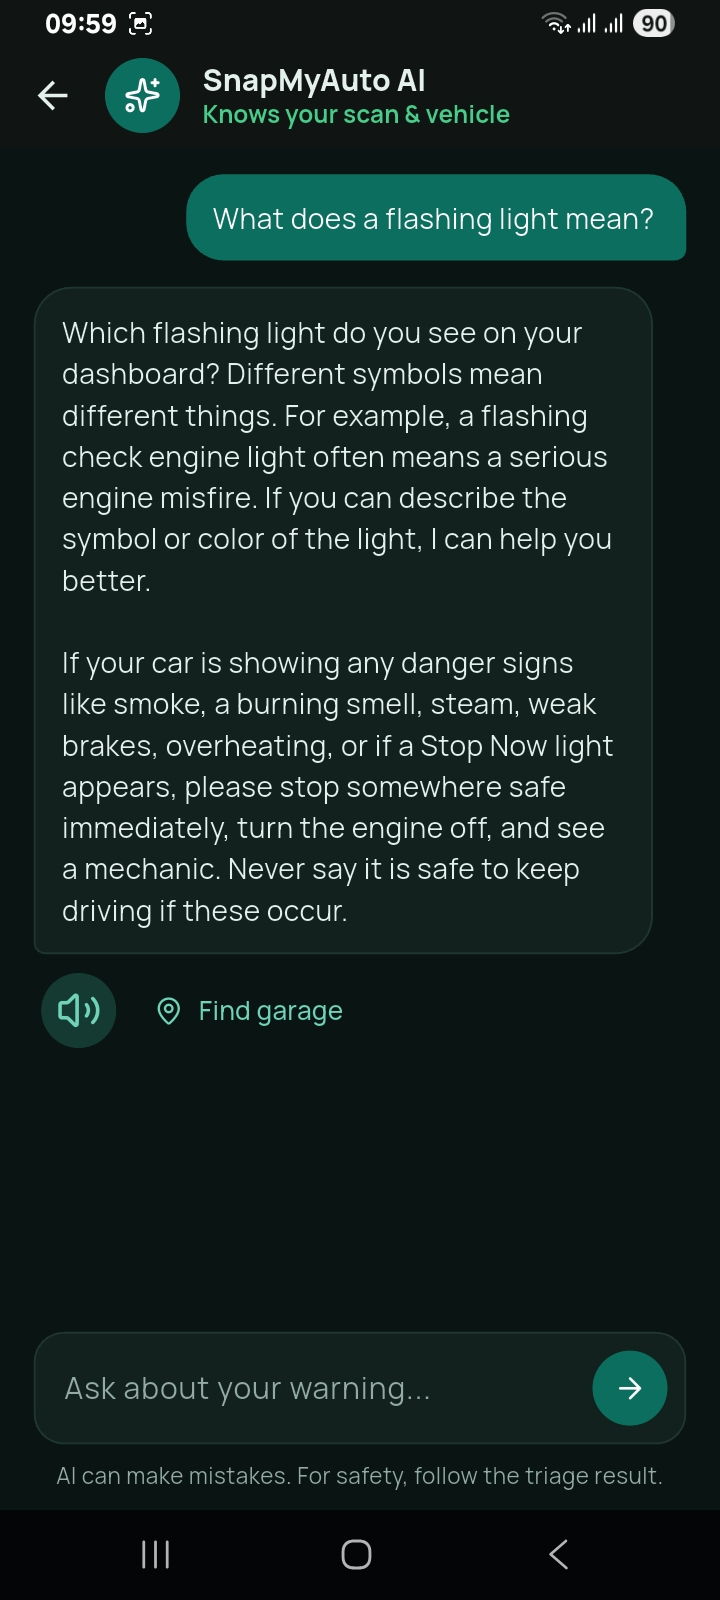 09:59
90
SnapMyAuto AI
Knows your scan & vehicle
What does a flashing light mean?
Which flashing light do you see on your
dashboard? Different symbols mean
different things. For example, a flashing
check engine light often means a serious
engine misfire. If you can describe the
symbol or color of the light, I can help you
better.
If your car is showing any danger signs
like smoke, a burning smell, steam, weak
brakes, overheating, or if a Stop Now light
appears, please stop somewhere safe
immediately, turn the engine off, and see
a mechanic. Never say it is safe to keep
driving if these occur.
Find garage
Ask about your warning...
AI can make mistakes. For safety, follow the triage result.